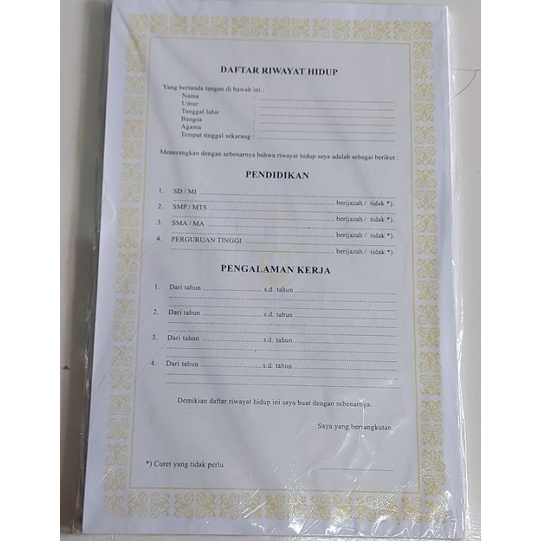 DAFTAR RIWAYAT HIDUP
Yang bertanda tangan di bawah ini :
Nama :
Umur :
Tanggal lahir :
Bangsa :
Agama :
Tempat tinggal sekarang :
Menerangkan dengan sebenarnya bahwa riwayat hidup saya adalah sebagai berikut :
PENDIDIKAN
1. SD / MI
berijazah / tidak *).
2. SMP / MTS
berijazah / tidak *).
3. SMA / MA
berijazah / tidak *).
4. PERGURUAN TINGGI
berijazah / tidak *).
PENGALAMAN KERJA
1. Dari tahun ........................ s.d. tahun ........................
2. Dari tahun ........................ s.d. tahun ........................
3. Dari tahun ........................ s.d. tahun ........................
4. Dari tahun ........................ s.d. tahun ........................
Demikian daftar riwayat hidup ini saya buat dengan sebenarnya.
Saya yang bersangkutan.
*) Coret yang tidak perlu